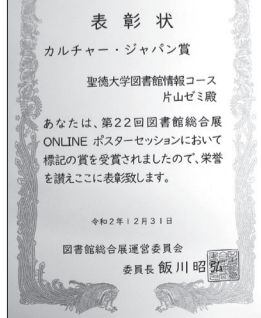 表彰状
カルチャー・ジャパン賞
聖徳大学図書館情報コース
片山ゼミ殿
あなたは、第22回図書館総合展
ONLINE ポスターセッションにおいて
標記の賞を受賞されましたので、栄誉
を讃えここに表彰致します。
令和2年12月31日
図書館総合展運営委員会
委員長 飯川昭弘